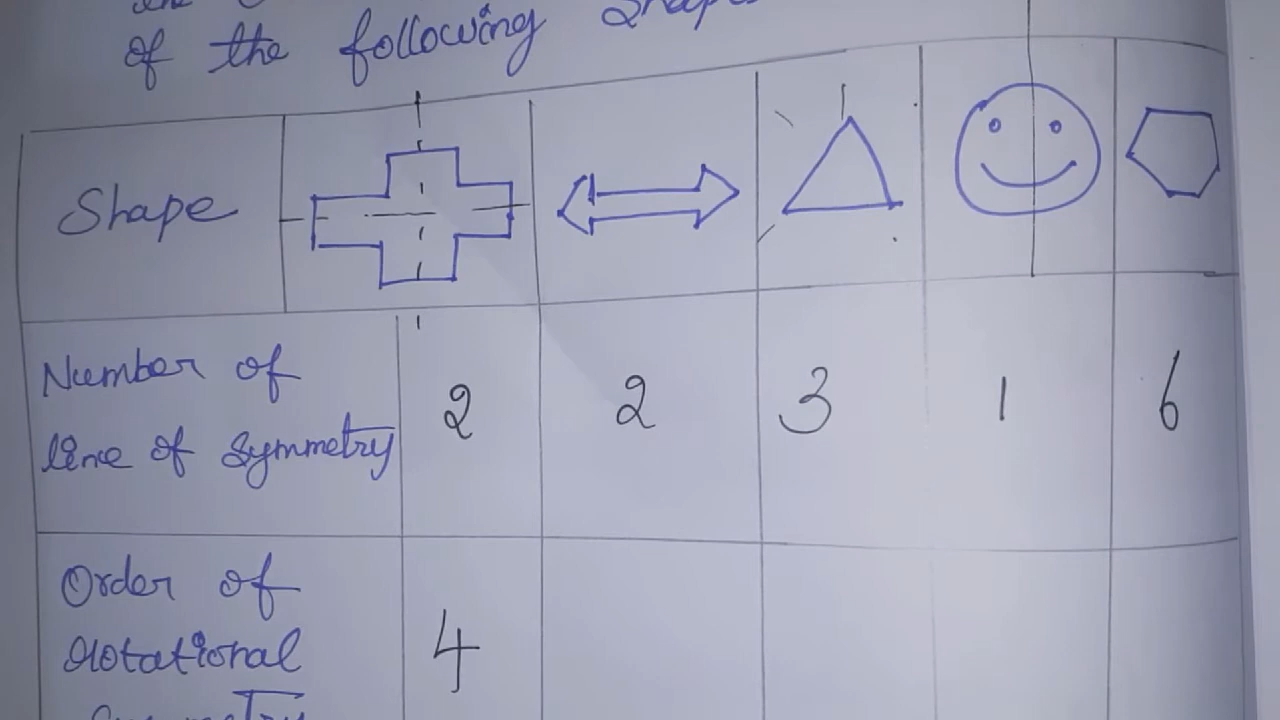 of the following
Shape
Number of
line of Symmetry
2
2
3
1
6
Order of
rotational
4